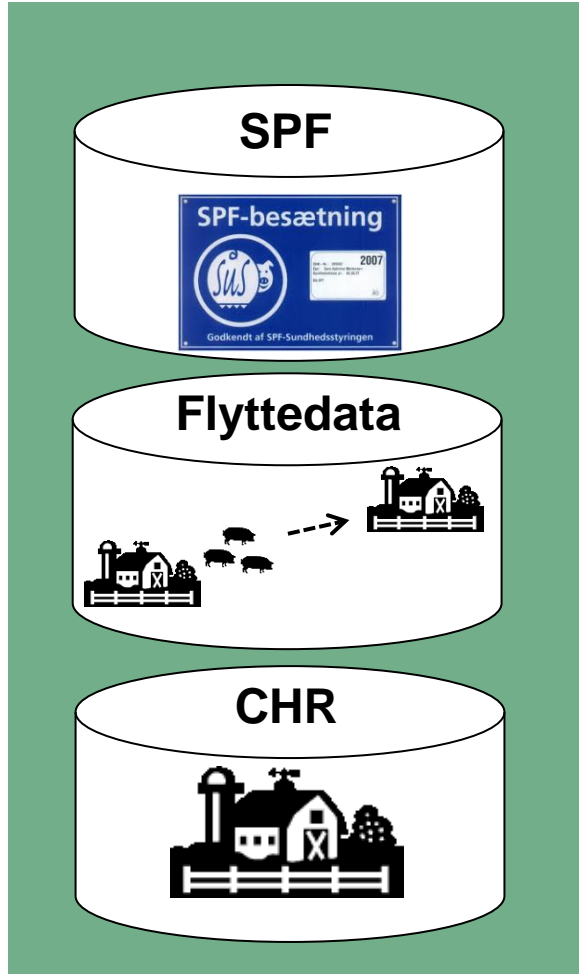 SPF
SPF-besætning
SUS
2007
Godkendt af SPF-Sundhedsstyringen
Flyttedata
CHR